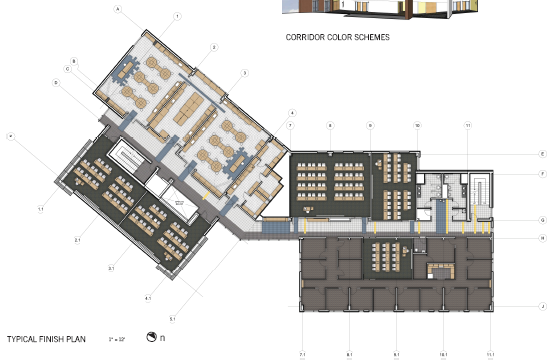 CORRIDOR COLOR SCHEMES
A
1
2
B
C
3
D
4
7
8
9
10
11
E
F
1.1
G
2.1
H
3.1
4.1
J
5.1
TYPICAL FINISH PLAN
n
7.1
8.1
9.1
10.1
11.1